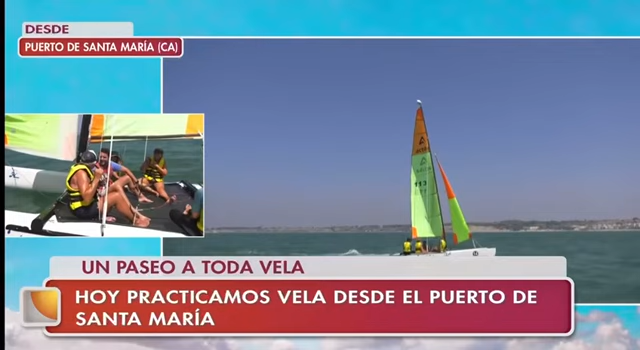 DESDE
PUERTO DE SANTA MARÍA (CA)
UN PASEO A TODA VELA
HOY PRACTICAMOS VELA DESDE EL PUERTO DE
SANTA MARÍA